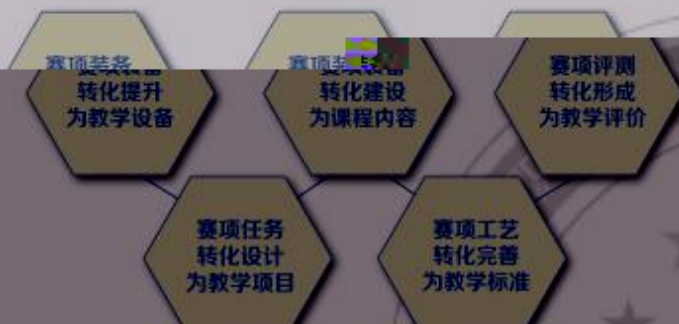 赛项装备
转化提升
为教学设备
赛项装
转化建设
为课程内容
赛项评测
转化形成
为教学评价
赛项任务
转化设计
为教学项目
赛项工艺
转化完善
为教学标准